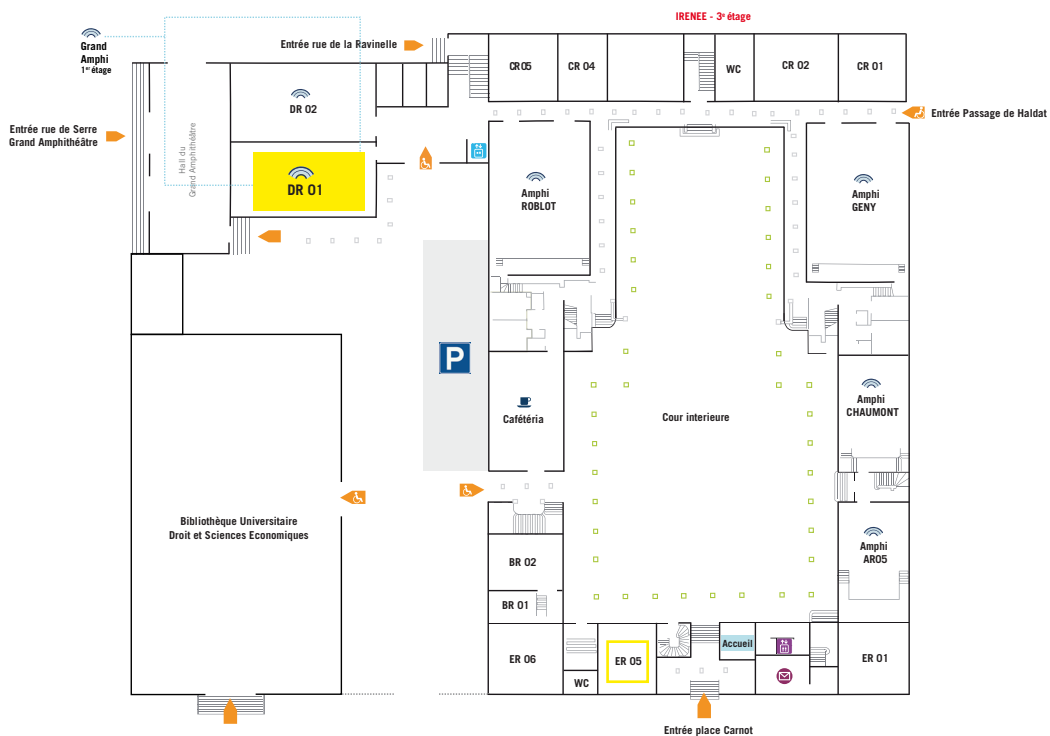 IRENEE - 3e étage
Grand
Amphi
1er étage
Entrée rue de la Ravinelle
CR05
CR 04
WC
CR 02
CR 01
DR 02
Entrée Passage de Haldat
Entrée rue de Serre
Grand Amphithéâtre
Hall du
Grand Amphithéâtre
DR 01
Amphi
ROBLOT
Amphi
GENY
P
Cafétéria
Cour interieure
Amphi
CHAUMONT
Bibliothèque Universitaire
Droit et Sciences Economiques
Amphi
AR05
BR 02
BR 01
ER 06
WC
ER 05
Accueil
ER 01
Entrée place Carnot